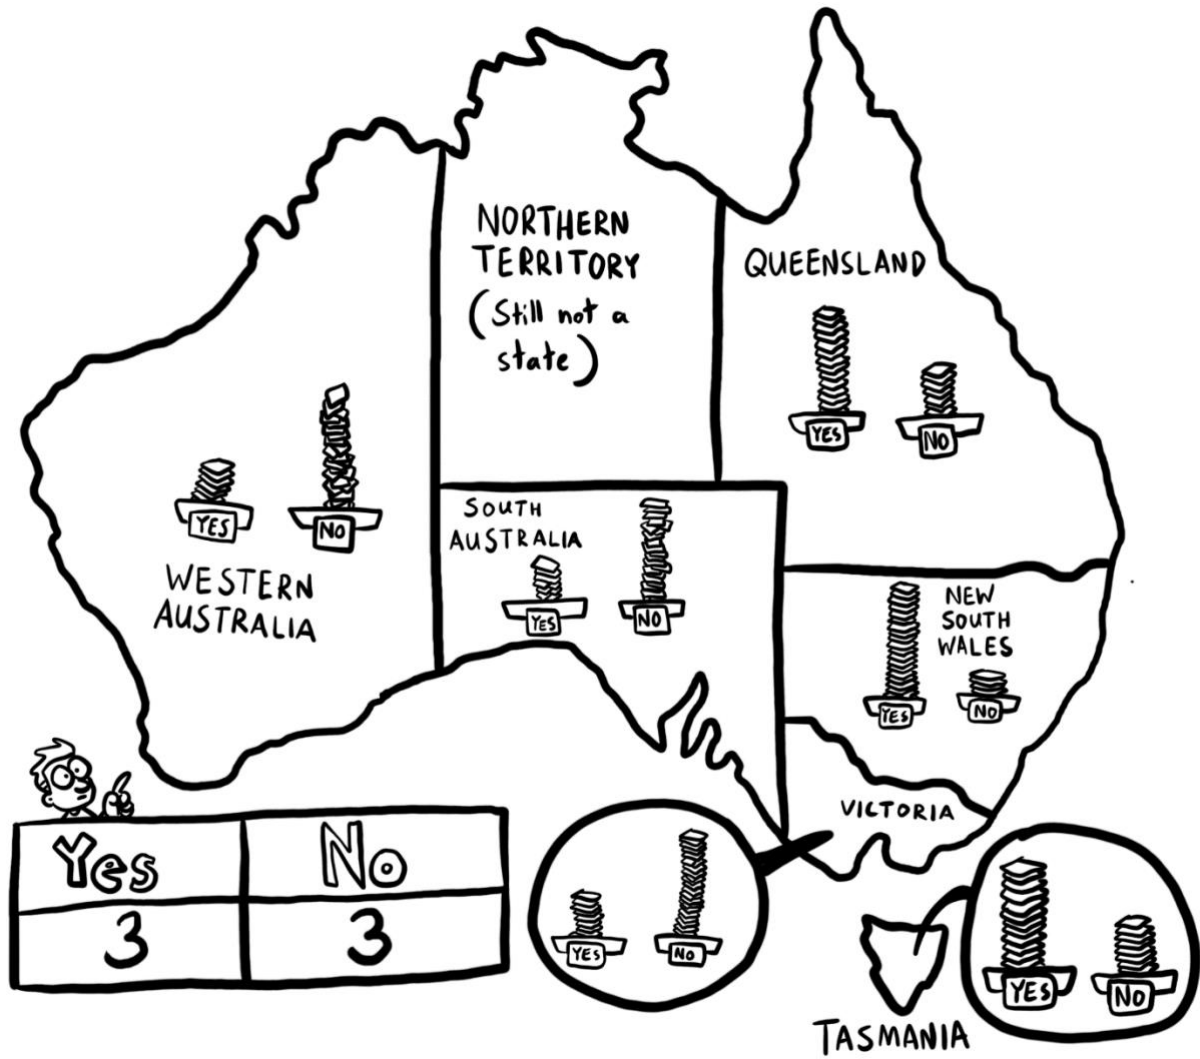 NORTHERN
TERRITORY
(Still not a
state)
QUEENSLAND
YES
NO
YES
NO
WESTERN
AUSTRALIA
SOUTH
AUSTRALIA
YES
NO
NEW
SOUTH
WALES
YES
NO
VICTORIA
YES
NO
TASMANIA
YES
NO
Yes No
3 3